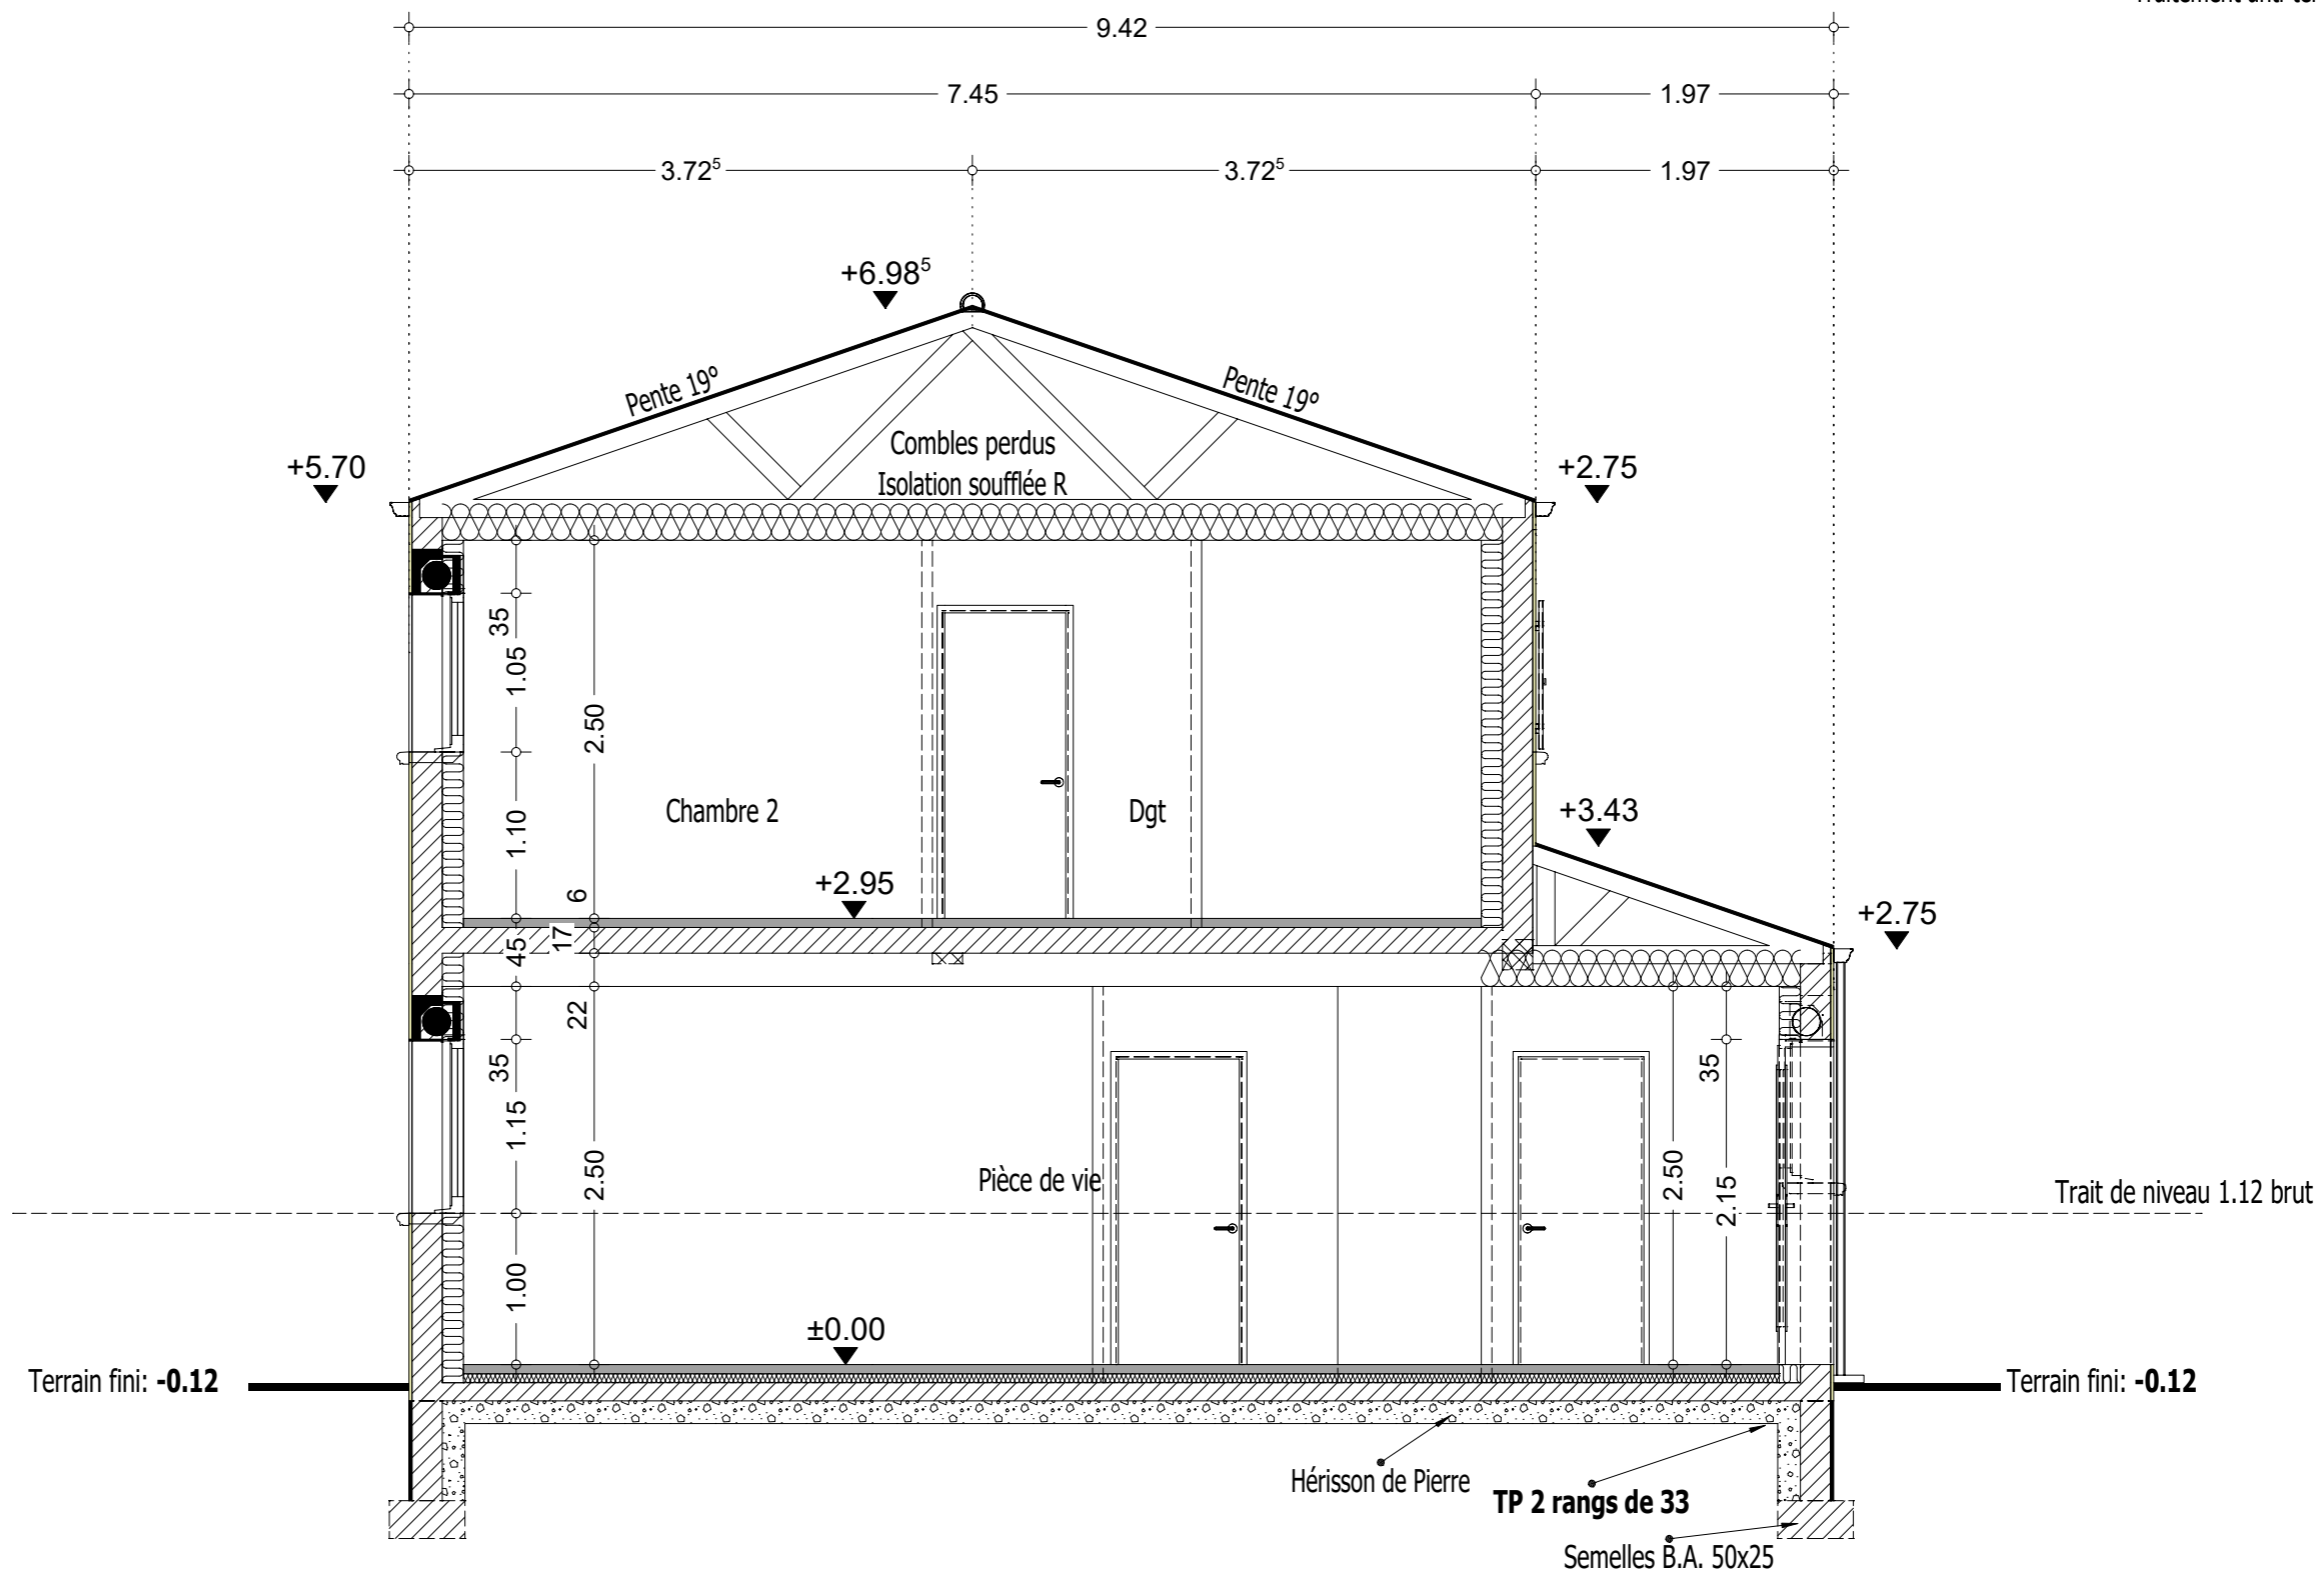 9.42
7.45
1.97
3.72⁵
3.72⁵
1.97
+6.98⁵
Pente 19º
Pente 19º
Combles perdus
Isolation soufflée R
+5.70
+2.75
35
1.05
2.50
1.10
Chambre 2
Dgt
+3.43
+2.95
6
+2.75
45
17
22
35
35
1.15
2.50
Pièce de vie
2.50
2.15
Trait de niveau 1.12 brut
1.00
±0.00
Terrain fini: -0.12
Terrain fini: -0.12
Hérisson de Pierre
TP 2 rangs de 33
Semelles B.A. 50x25